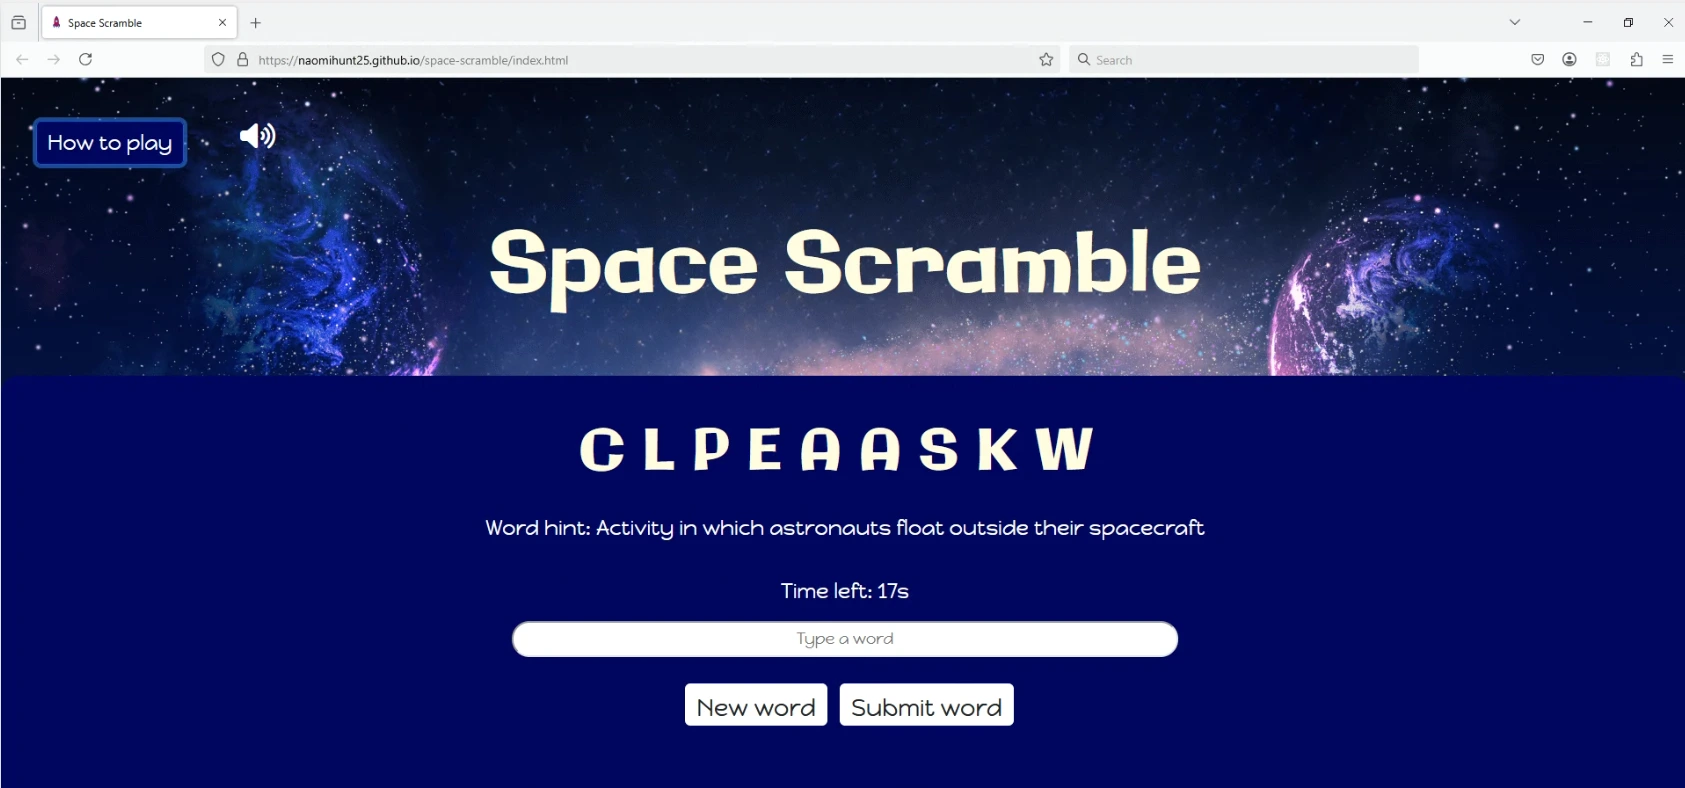 Space Scramble
https://naomihunt25.github.io/space-scramble/index.html
Search
How to play
Space Scramble
C L P E A A S K W
Word hint: Activity in which astronauts float outside their spacecraft
Time left: 17s
Type a word
New word Submit word